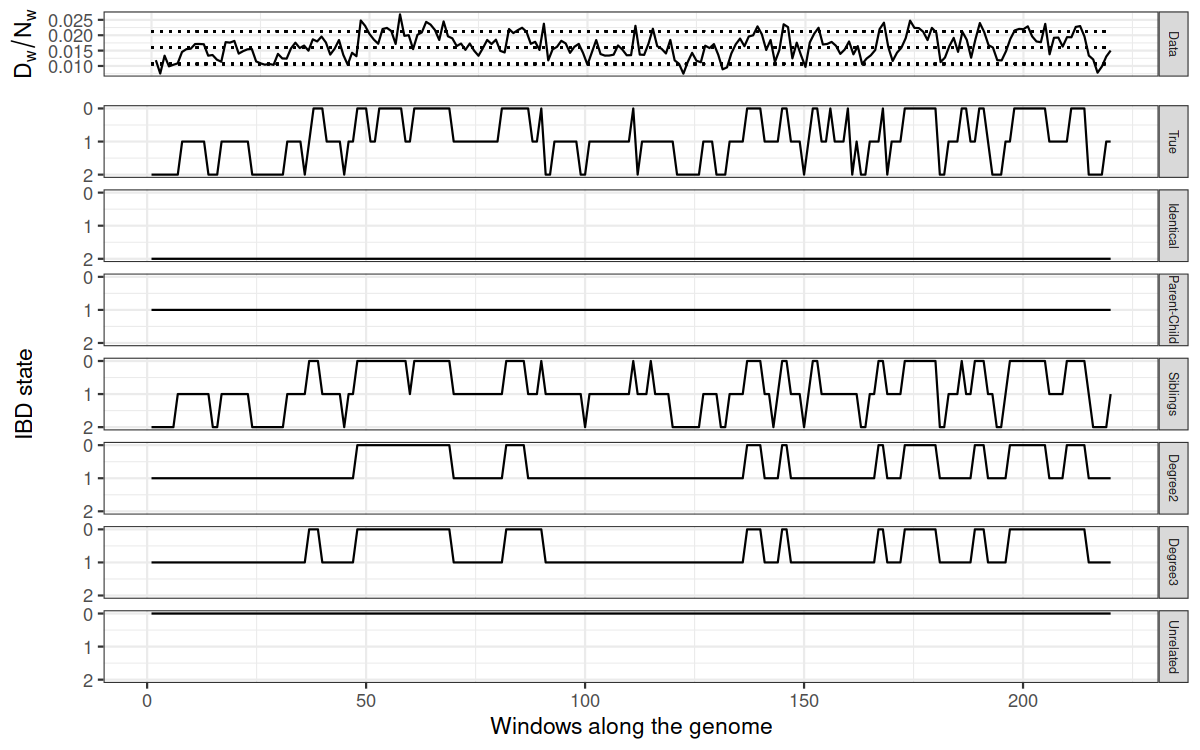 D_w/N_w
0.025
0.020
0.015
0.010
Data
IBD state
0
1
2
True
0
1
2
Identical
0
1
2
Parent-Child
0
1
2
Siblings
0
1
2
Degree2
0
1
2
Degree3
0
1
2
Unrelated
0 50 100 150 200
Windows along the genome